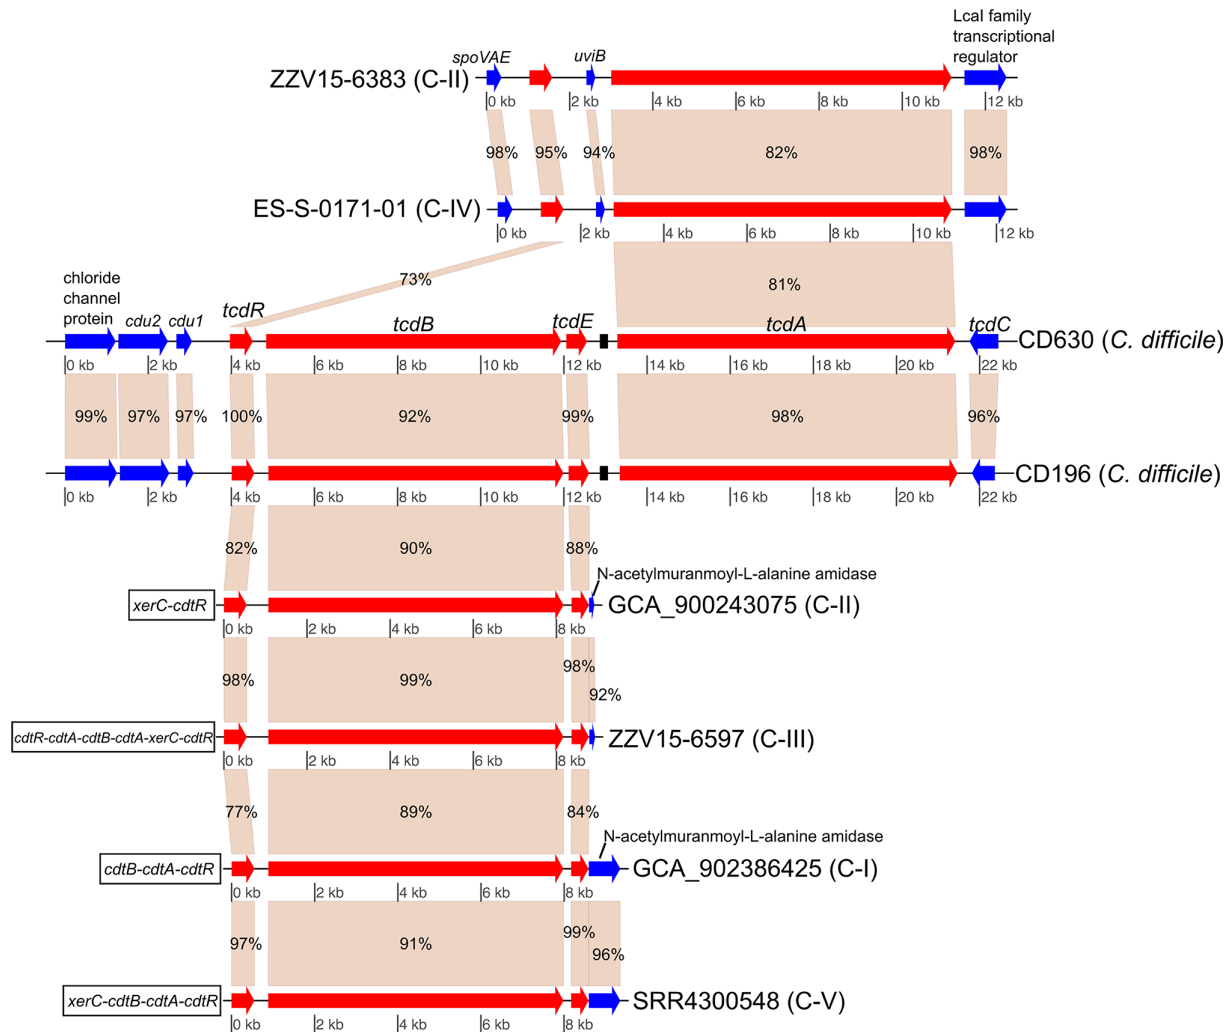 LcaI family
transcriptional
regulator
spoVAE
uviB
ZZV15-6383 (C-II)
0 kb
2 kb
4 kb
6 kb
8 kb
10 kb
12 kb
98%
95%
94%
82%
98%
ES-S-0171-01 (C-IV)
0 kb
2 kb
4 kb
6 kb
8 kb
10 kb
12 kb
73%
81%
chloride
channel
protein
cdu2
cdu1
tcdR
tcdB
tcdE
tcdA
tcdC
CD630 (C. difficile)
0 kb
2 kb
4 kb
6 kb
8 kb
10 kb
12 kb
14 kb
16 kb
18 kb
20 kb
22 kb
99%
97%
97%
100%
92%
99%
98%
96%
CD196 (C. difficile)
0 kb
2 kb
4 kb
6 kb
8 kb
10 kb
12 kb
14 kb
16 kb
18 kb
20 kb
22 kb
82%
90%
88%
N-acetylmuranmoyl-L-alanine amidase
xerC-cdtR
GCA_900243075 (C-II)
0 kb
2 kb
4 kb
6 kb
8 kb
98%
99%
98%
92%
cdtR-cdtA-cdtB-cdtA-xerC-cdtR
ZZV15-6597 (C-III)
0 kb
2 kb
4 kb
6 kb
8 kb
77%
89%
84%
N-acetylmuranmoyl-L-alanine amidase
cdtB-cdtA-cdtR
GCA_902386425 (C-I)
0 kb
2 kb
4 kb
6 kb
8 kb
97%
91%
99%
96%
xerC-cdtB-cdtA-cdtR
SRR4300548 (C-V)
0 kb
2 kb
4 kb
6 kb
8 kb